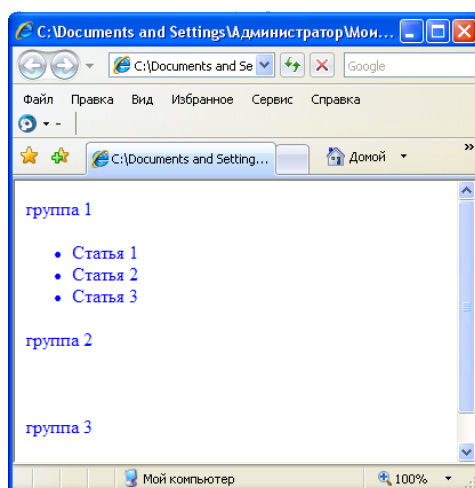 C:\Documents and Settings\Администратор\Мои...
C:\Documents and Se
Google
Файл Правка Вид Избранное Сервис Справка
C:\Documents and Setting...
Домой
»
группа 1
• Статья 1
• Статья 2
• Статья 3
группа 2
группа 3
Мой компьютер
100%